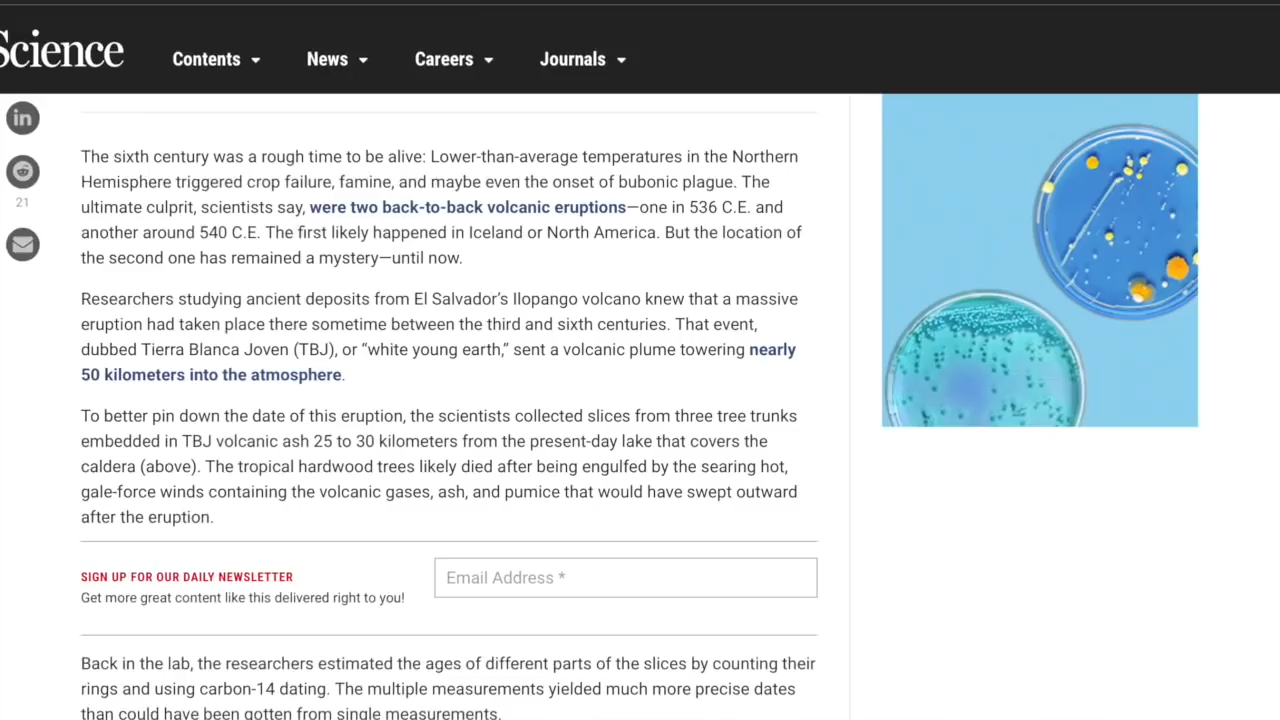 Science
Contents
News
Careers
Journals
in
21
The sixth century was a rough time to be alive: Lower-than-average temperatures in the Northern
Hemisphere triggered crop failure, famine, and maybe even the onset of bubonic plague. The
ultimate culprit, scientists say, were two back-to-back volcanic eruptions—one in 536 C.E. and
another around 540 C.E. The first likely happened in Iceland or North America. But the location of
the second one has remained a mystery—until now.
Researchers studying ancient deposits from El Salvador’s Ilopango volcano knew that a massive
eruption had taken place there sometime between the third and sixth centuries. That event,
dubbed Tierra Blanca Joven (TBJ), or “white young earth,” sent a volcanic plume towering nearly
50 kilometers into the atmosphere.
To better pin down the date of this eruption, the scientists collected slices from three tree trunks
embedded in TBJ volcanic ash 25 to 30 kilometers from the present-day lake that covers the
caldera (above). The tropical hardwood trees likely died after being engulfed by the searing hot,
gale-force winds containing the volcanic gases, ash, and pumice that would have swept outward
after the eruption.
SIGN UP FOR OUR DAILY NEWSLETTER
Get more great content like this delivered right to you!
Email Address *
Back in the lab, the researchers estimated the ages of different parts of the slices by counting their
rings and using carbon-14 dating. The multiple measurements yielded much more precise dates
than could have been gotten from single measurements.